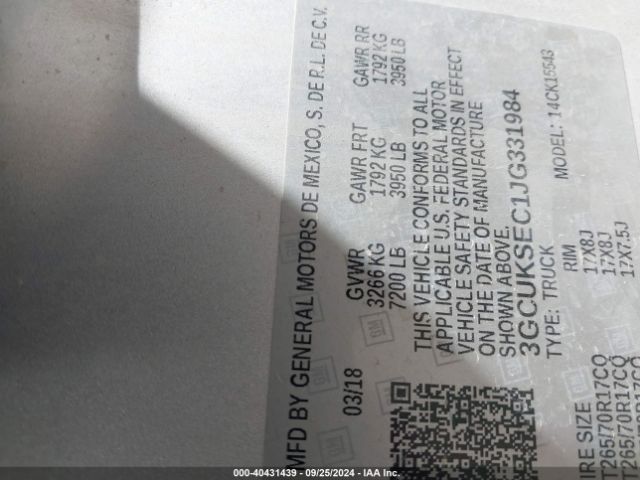 MFD BY GENERAL MOTORS DE MEXICO, S. DE R.L. DE C.V.
03/18 GVWR GAWR FRT GAWR RR
3266 KG 1792 KG 1792 KG
7200 LB 3950 LB 3950 LB
THIS VEHICLE CONFORMS TO ALL
APPLICABLE U.S. FEDERAL MOTOR
VEHICLE SAFETY STANDARDS IN EFFECT
ON THE DATE OF MANUFACTURE
SHOWN ABOVE.
3GCUKSEC1JG331984
TYPE: TRUCK MODEL: 14CK15543
IRE SIZE RIM
T265/70R17CO 17X8J
T265/70R17CO 17X8J
17X7.5J
000-40431439 - 09/25/2024 - IAA Inc.